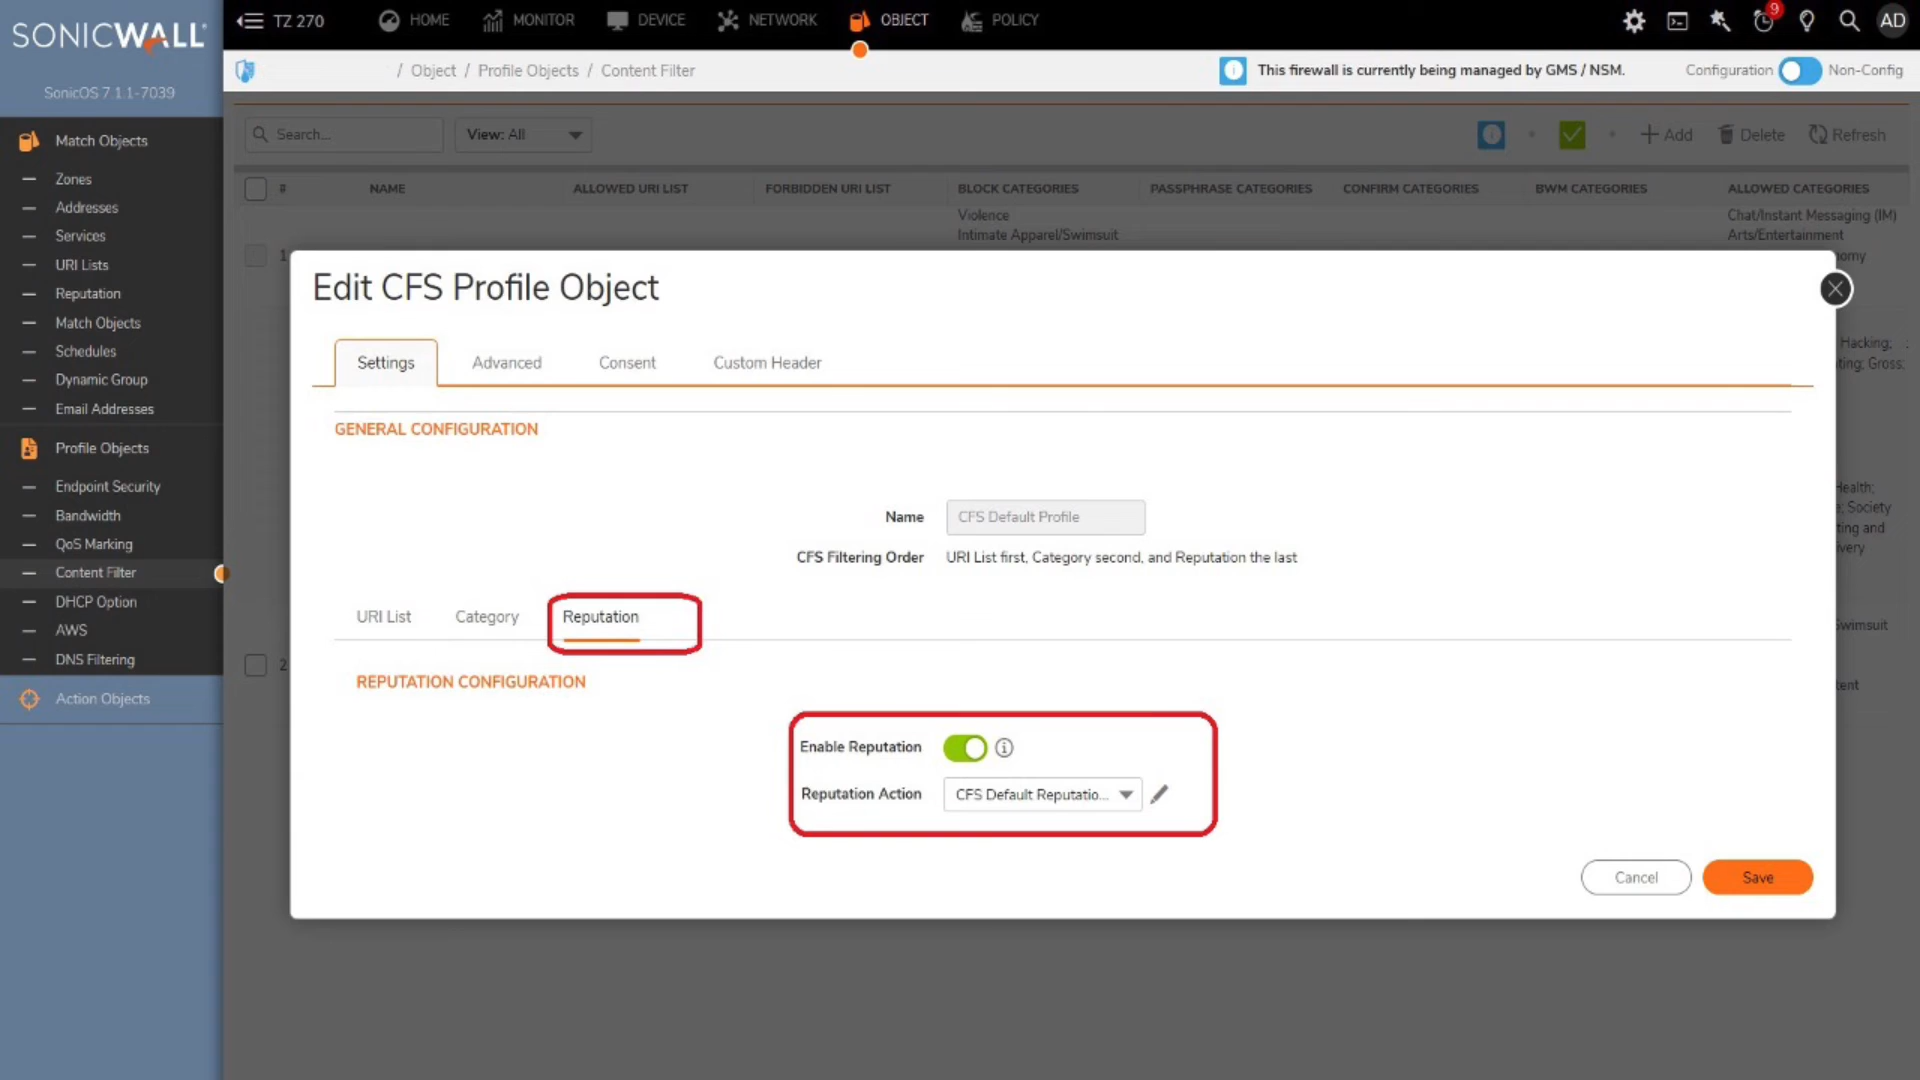 SONICWALL
TZ 270
HOME
MONITOR
DEVICE
NETWORK
OBJECT
POLICY
9
AD
/ Object / Profile Objects / Content Filter
This firewall is currently being managed by GMS / NSM.
Configuration
Non-Config
SonicOS 7.1.1-7039
Match Objects
Zones
Addresses
Services
URI Lists
Reputation
Match Objects
Schedules
Dynamic Group
Email Addresses
Profile Objects
Endpoint Security
Bandwidth
QoS Marking
Content Filter
DHCP Option
AWS
DNS Filtering
Action Objects
Search...
View: All
Add
Delete
Refresh
#
NAME
ALLOWED URI LIST
FORBIDDEN URI LIST
BLOCK CATEGORIES
PASSPHRASE CATEGORIES
CONFIRM CATEGORIES
BWM CATEGORIES
ALLOWED CATEGORIES
Violence
Chat/Instant Messaging (IM)
Intimate Apparel/Swimsuit
Arts/Entertainment
1
Edit CFS Profile Object
Settings
Advanced
Consent
Custom Header
Hacking;
Gross;
GENERAL CONFIGURATION
Name
CFS Default Profile
CFS Filtering Order
URI List first, Category second, and Reputation the last
Society
and
URI List
Category
Reputation
2
REPUTATION CONFIGURATION
Enable Reputation
Reputation Action
CFS Default Reputatio...
Cancel
Save